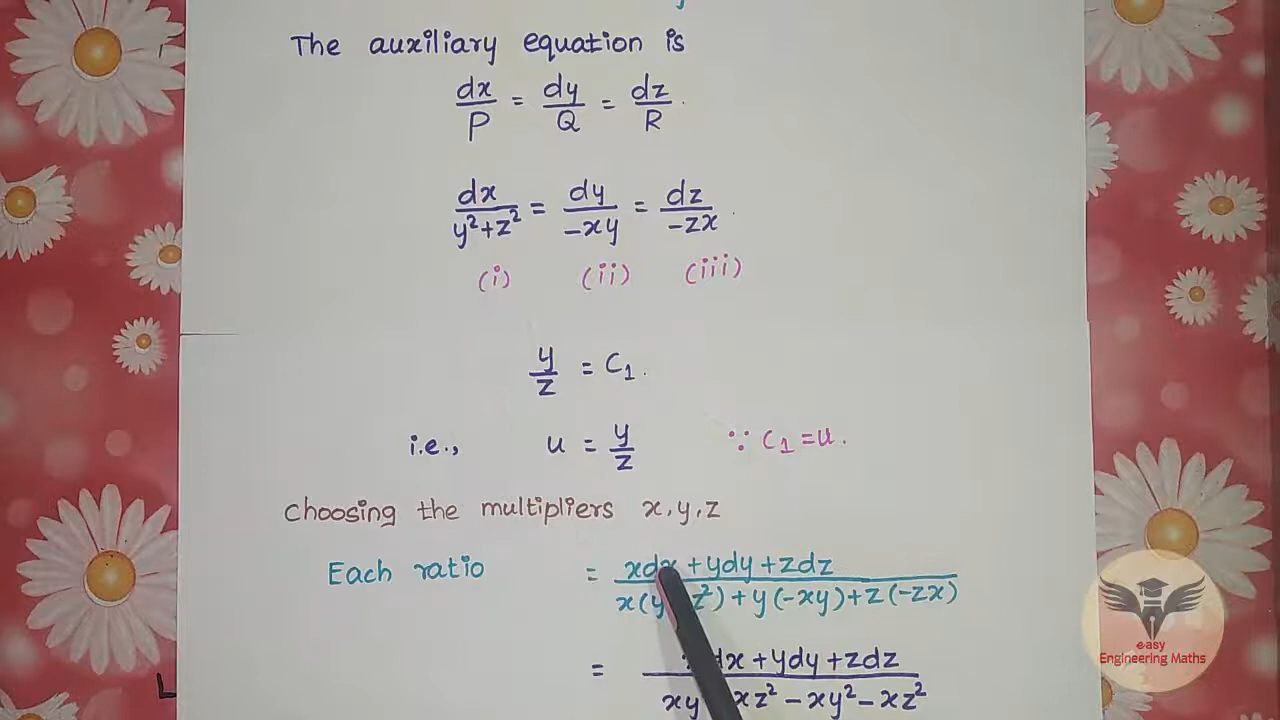 The auxiliary equation is
dx/P = dy/Q = dz/R.
dx/y²+z² = dy/-xy = dz/-zx.
(i) (ii) (iii)
y/z = C₁.
i.e., u = y/z ∵ C₁ = u.
Choosing the multipliers x, y, z
Each ratio = xdx + ydy + zdz / x(y z²) + y(-xy) + z(-zx)
= dx + ydy + zdz / xy xz² - xy² - xz²
easy
Engineering Maths